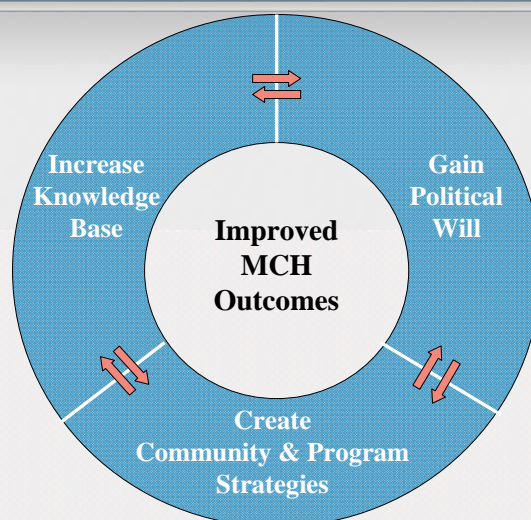 Increase
Knowledge
Base
Gain
Political
Will
Improved
MCH
Outcomes
Create
Community & Program
Strategies